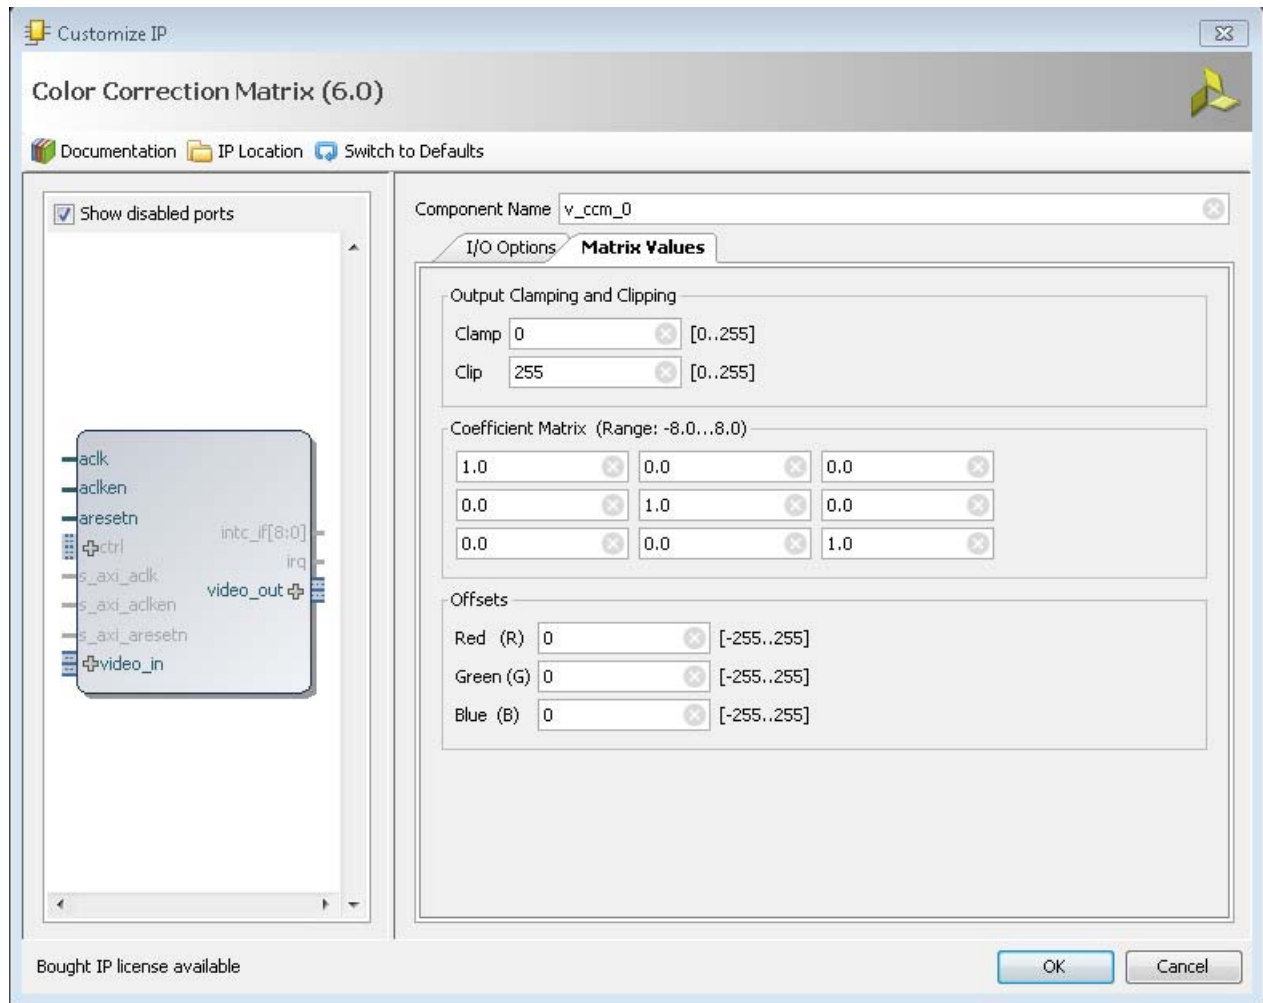 Customize IP
Color Correction Matrix (6.0)
Documentation IP Location Switch to Defaults
Show disabled ports
aclk
aclken
aresetn
intc_if[8:0]
ctrl
irq
s_axi_aclk
video_out
s_axi_aclken
s_axi_aresetn
video_in
Component Name v_ccm_0
I/O Options Matrix Values
Output Clamping and Clipping
Clamp 0 [0..255]
Clip 255 [0..255]
Coefficient Matrix (Range: -8.0...8.0)
1.0 0.0 0.0
0.0 1.0 0.0
0.0 0.0 1.0
Offsets
Red (R) 0 [-255..255]
Green (G) 0 [-255..255]
Blue (B) 0 [-255..255]
Bought IP license available
OK Cancel